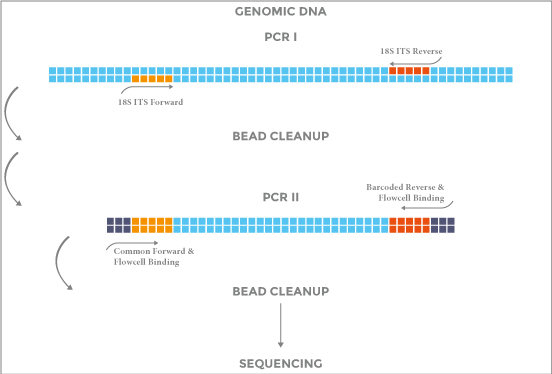 GENOMIC DNA
PCR I
18S ITS Reverse
18S ITS Forward
BEAD CLEANUP
PCR II
Barcoded Reverse &
Flowcell Binding
Common Forward &
Flowcell Binding
BEAD CLEANUP
SEQUENCING